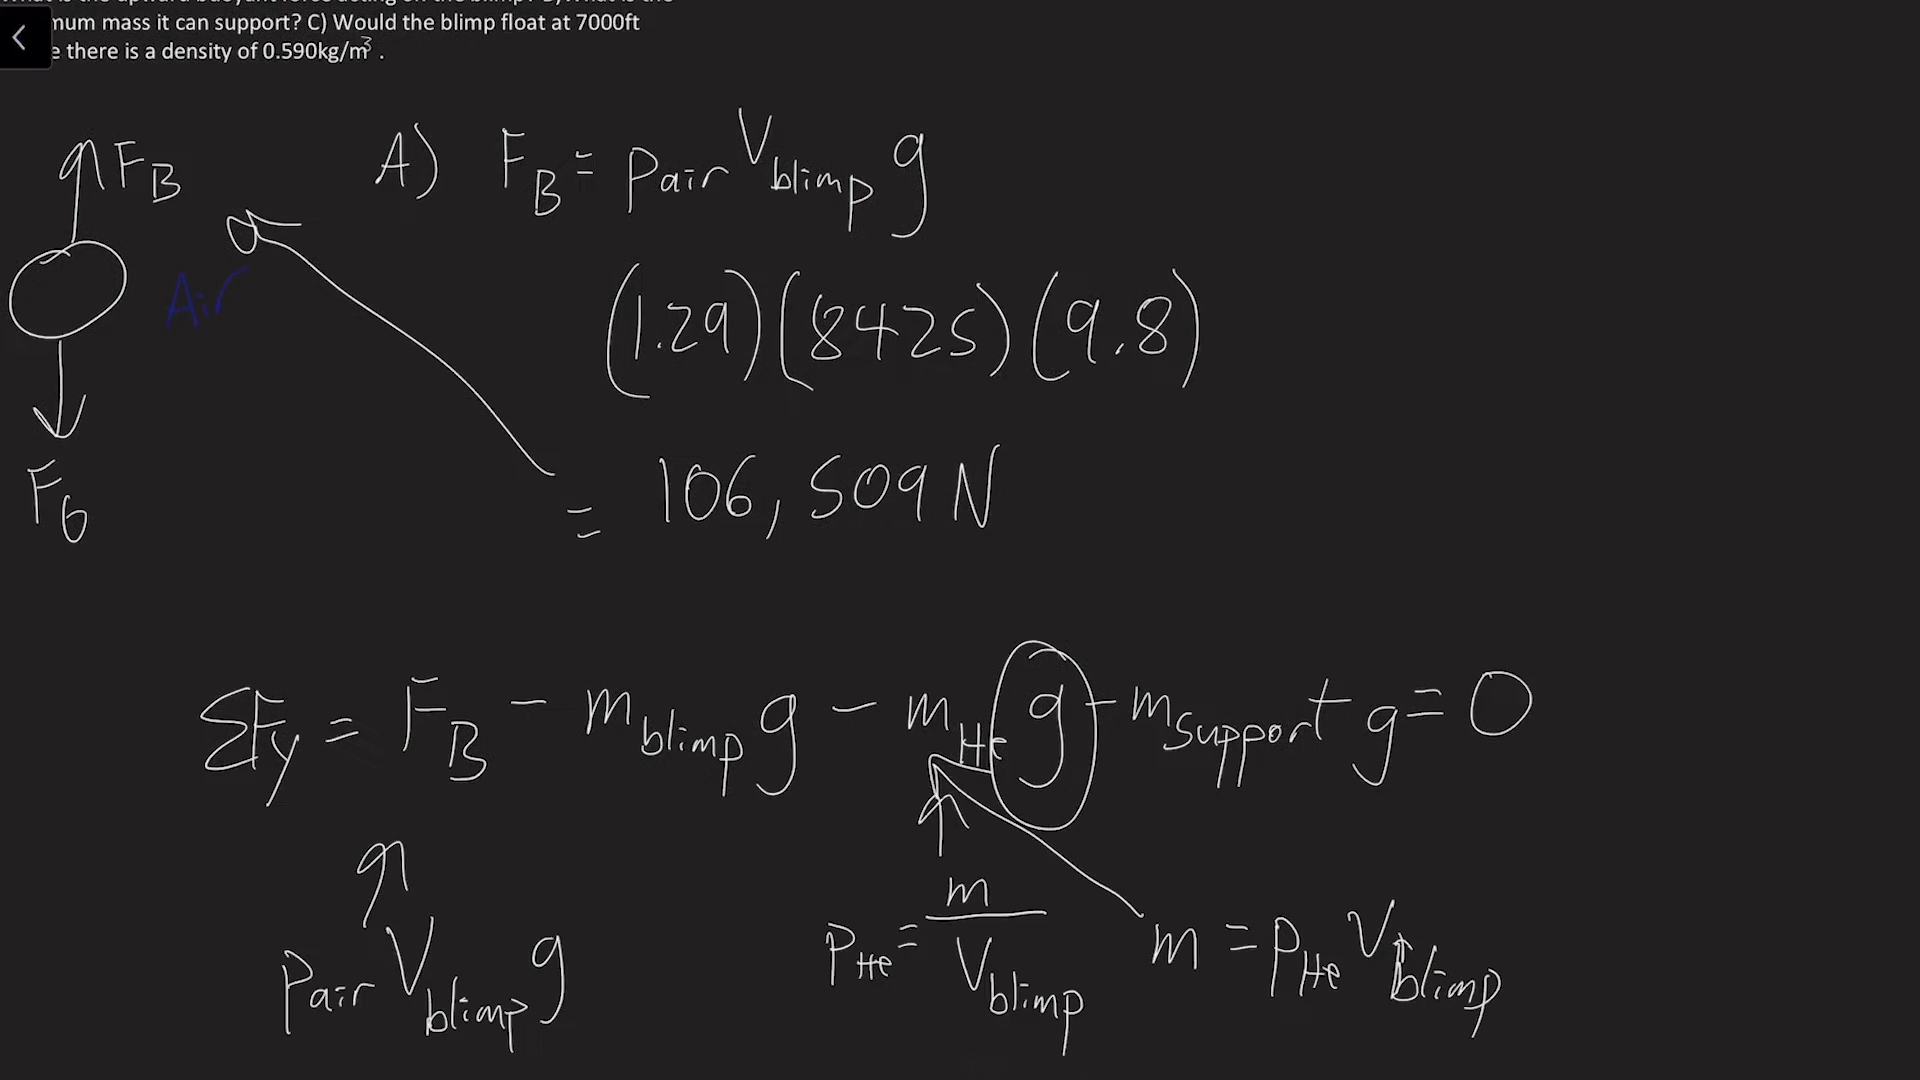 mum mass it can support? C) Would the blimp float at 7000ft
e there is a density of 0.590kg/m³ .
F_B
A) F_B = ρ_air V_blimp g
Air
(1.29)(8425)(9.8)
F_G
= 106,509 N
ΣF_y = F_B - m_blimp g - m_He g - m_support g = 0
ρ_air V_blimp g
ρ_He = m / V_blimp
m = ρ_He V_blimp